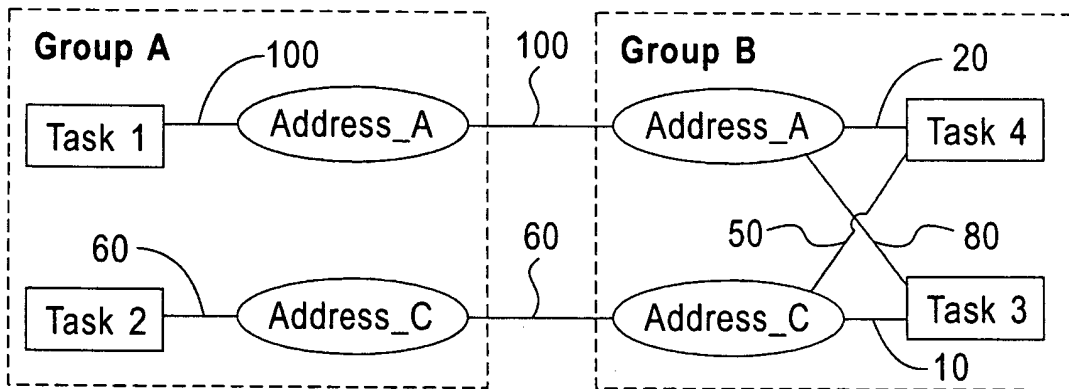 Group A
100
Task 1
Address_A
60
Task 2
Address_C
100
60
Group B
20
Address_A
Task 4
50
80
Address_C
Task 3
10